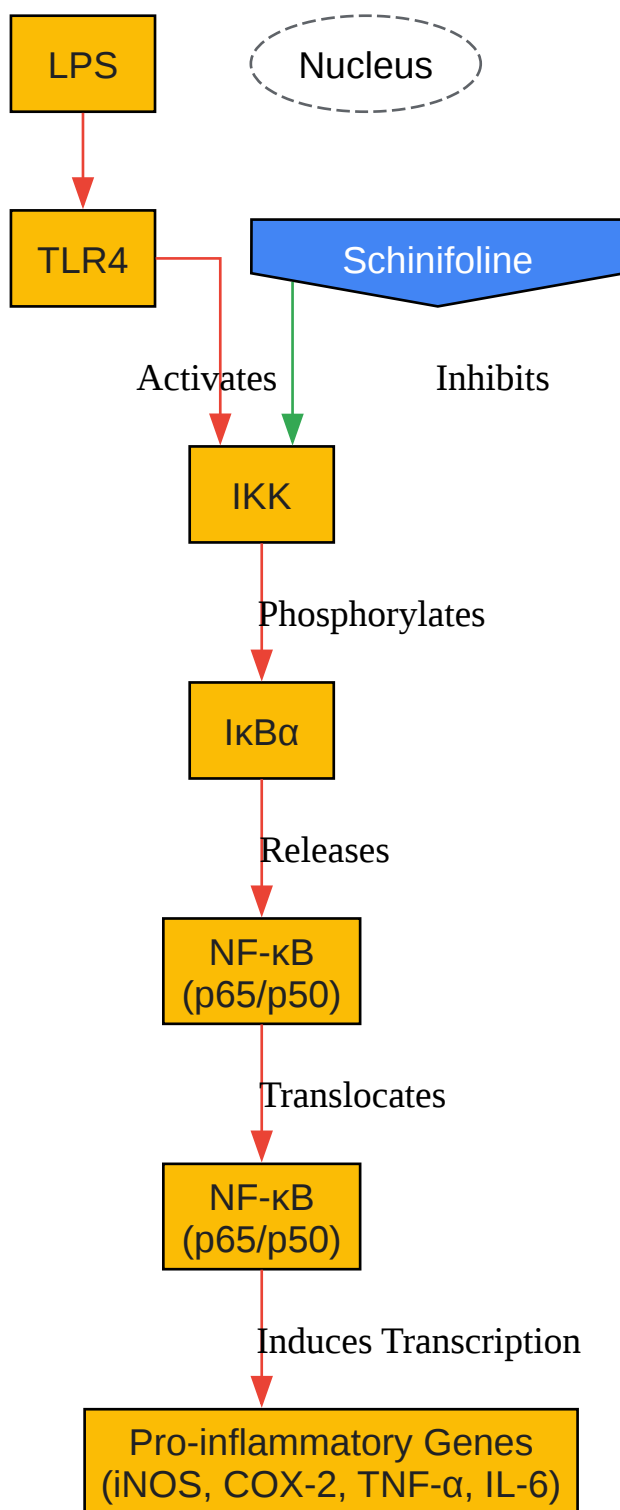 LPS
Nucleus
TLR4
Schinifoline
Activates
Inhibits
IKK
Phosphorylates
IκBα
Releases
NF-κB
(p65/p50)
Translocates
NF-κB
(p65/p50)
Induces Transcription
Pro-inflammatory Genes
(iNOS, COX-2, TNF-α, IL-6)